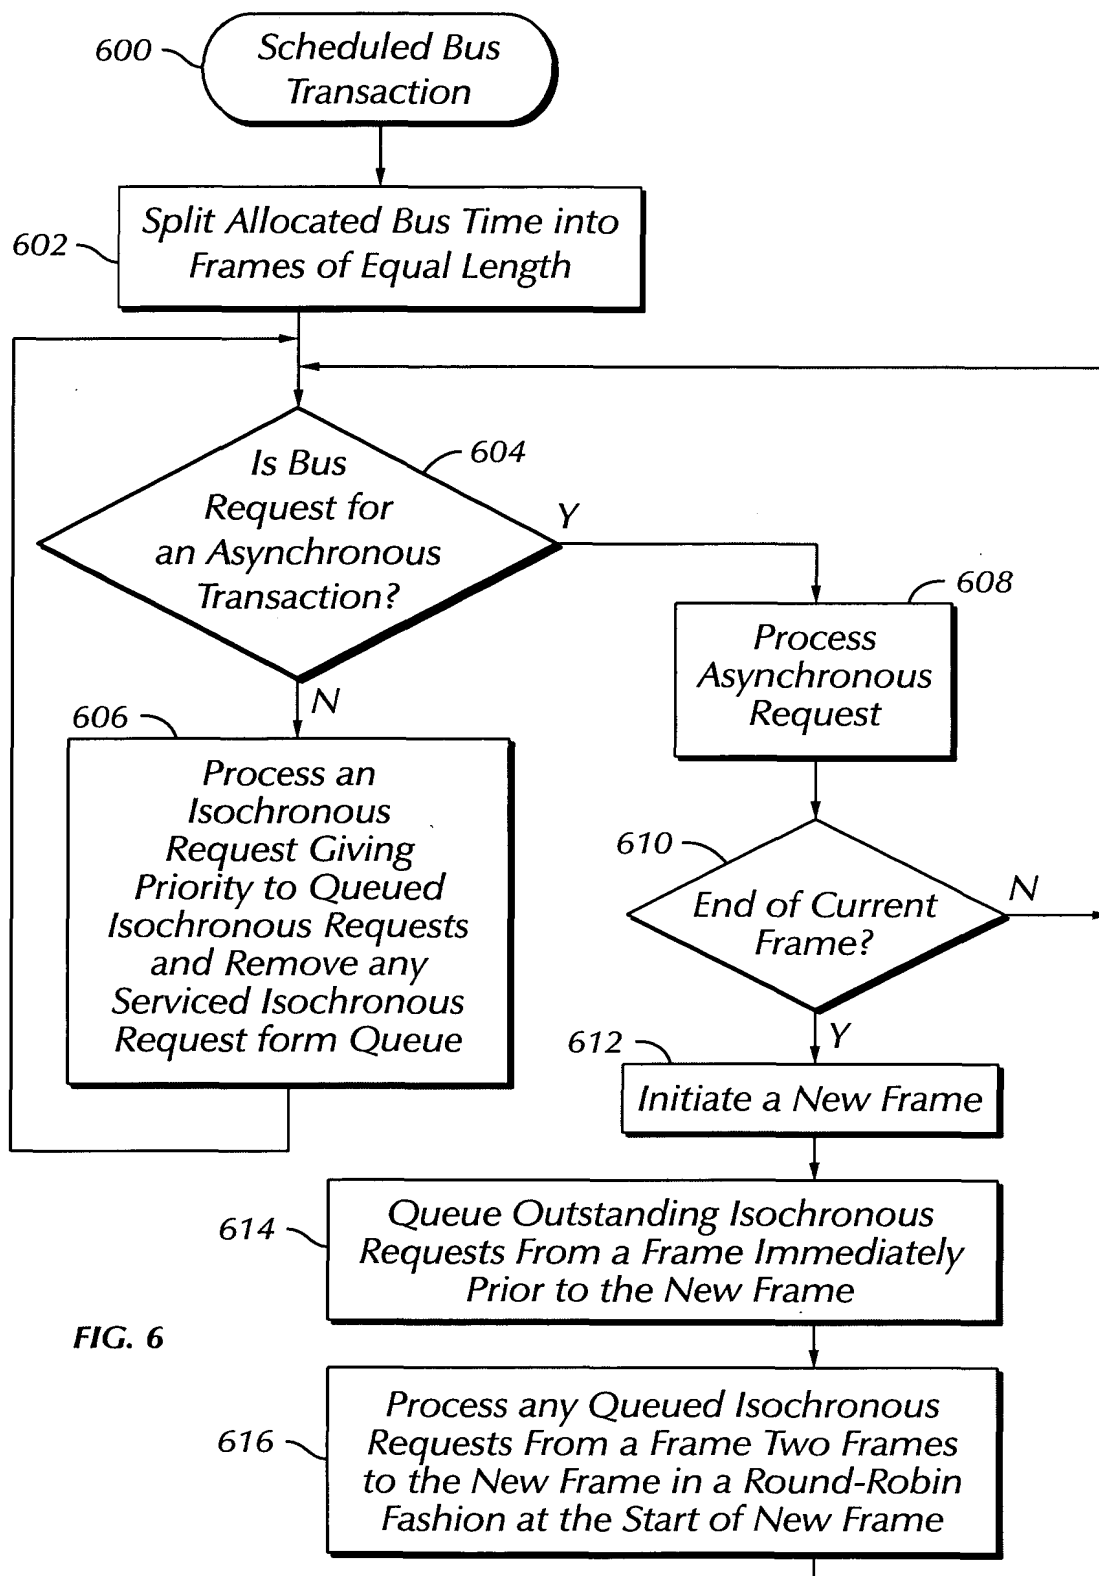 600
Scheduled Bus
Transaction
602
Split Allocated Bus Time into
Frames of Equal Length
604
Is Bus
Request for
an Asynchronous
Transaction?
Y
N
608
Process
Asynchronous
Request
606
Process an
Isochronous
Request Giving
Priority to Queued
Isochronous Requests
and Remove any
Serviced Isochronous
Request form Queue
610
End of Current
Frame?
N
Y
612
Initiate a New Frame
614
Queue Outstanding Isochronous
Requests From a Frame Immediately
Prior to the New Frame
FIG. 6
616
Process any Queued Isochronous
Requests From a Frame Two Frames
to the New Frame in a Round-Robin
Fashion at the Start of New Frame